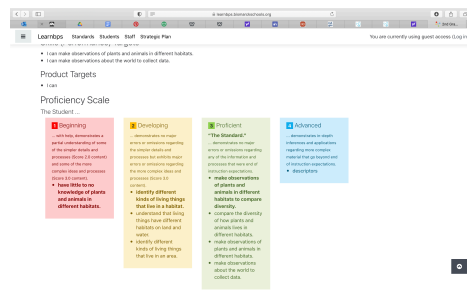 Learnbps Standards Students Staff Strategic Plan
You are currently using guest access (Log in
I can make observations of plants and animals in different habitats.
I can make observations about the world to collect data.
Product Targets
I can
Proficiency Scale
The Student ...
1 Beginning
... with help, demonstrates a
partial understanding of some
of the simpler details and
processes (Score 2.0 content)
and some of the more
complex ideas and processes
(Score 3.0 content).
have little to no
knowledge of plants
and animals in
different habitats.
2 Developing
... demonstrates no major
errors or omissions regarding
the simpler details and
processes but exhibits major
errors or omissions regarding
the more complex ideas and
processes (Score 3.0
content).
identify different
kinds of living things
that live in a habitat.
understand that living
things have different
habitats on land and
water.
identify different
kinds of living things
that live in an area.
3 Proficient
"The Standard."
... demonstrates no major
errors or omissions regarding
any of the information and
processes that were end of
instruction expectations.
make observations
of plants and
animals in different
habitats to compare
diversity.
compare the diversity
of how plants and
animals lives in
different habitats.
make observations of
plants and animals in
different habitats.
make observations
about the world to
collect data.
4 Advanced
... demonstrates in-depth
inferences and applications
regarding more complex
material that go beyond end
of instruction expectations.
descriptors